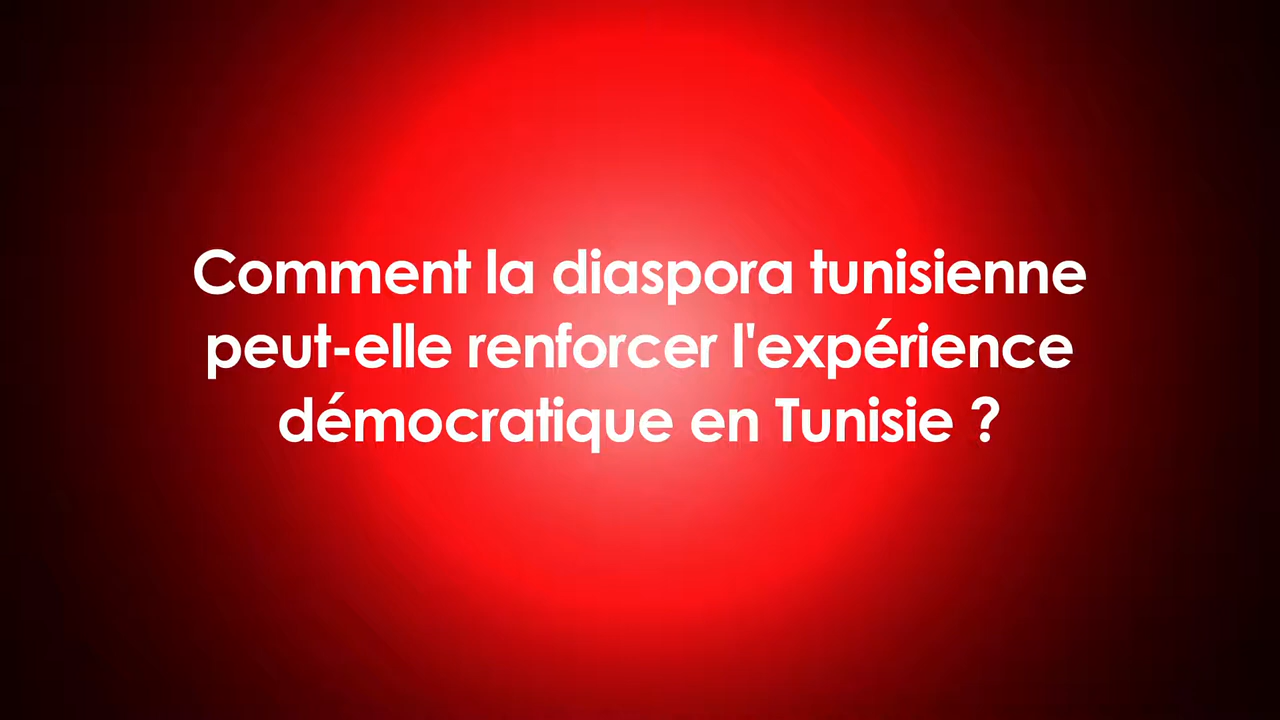 Comment la diaspora tunisienne
peut-elle renforcer l'expérience
démocratique en Tunisie ?